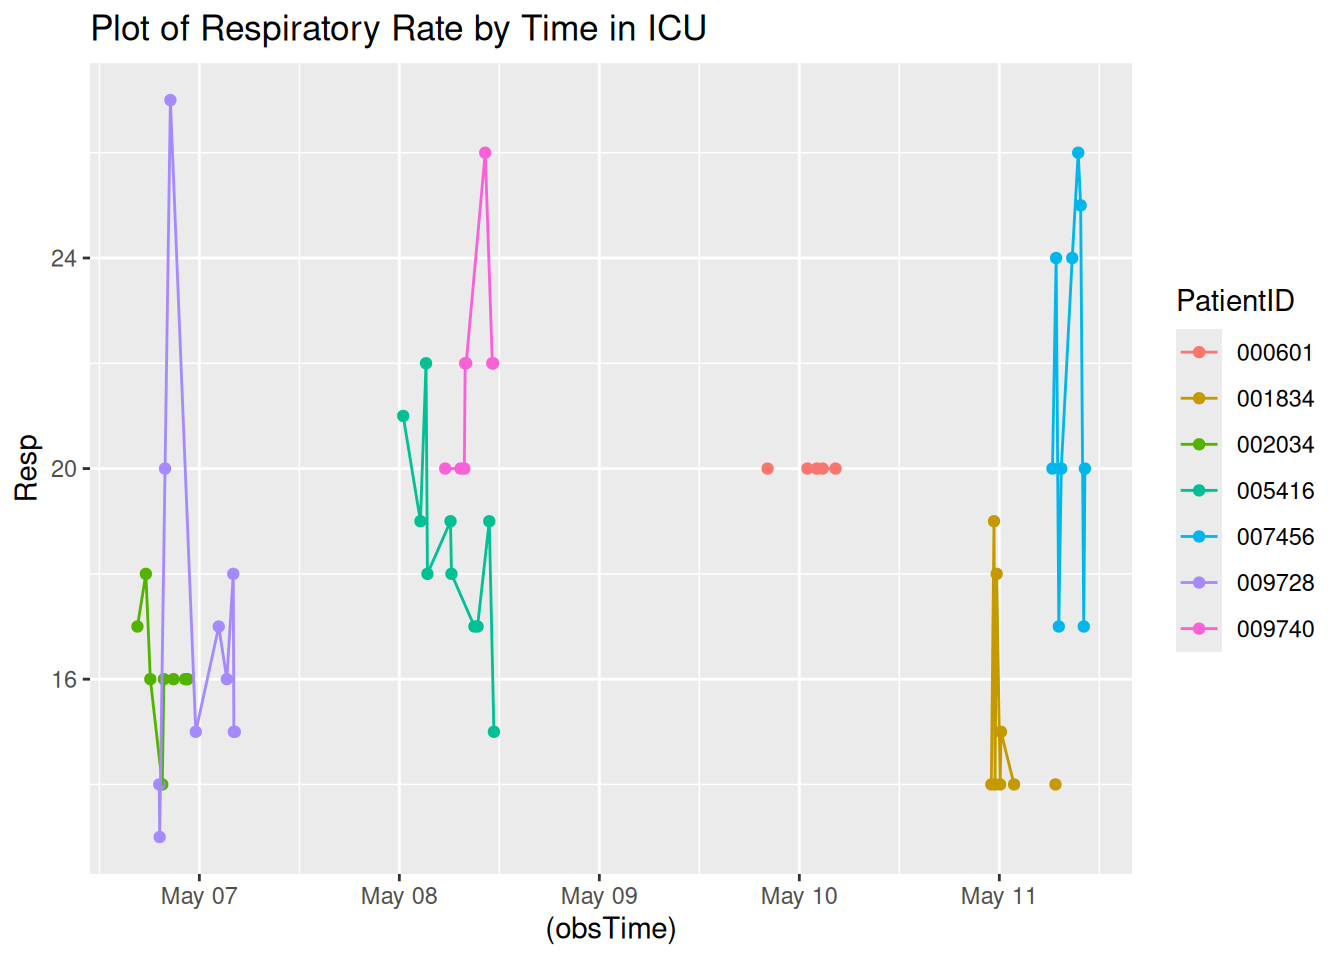 Plot of Respiratory Rate by Time in ICU
Resp
24
20
16
May 07
May 08
May 09
May 10
May 11
(obsTime)
PatientID
000601
001834
002034
005416
007456
009728
009740